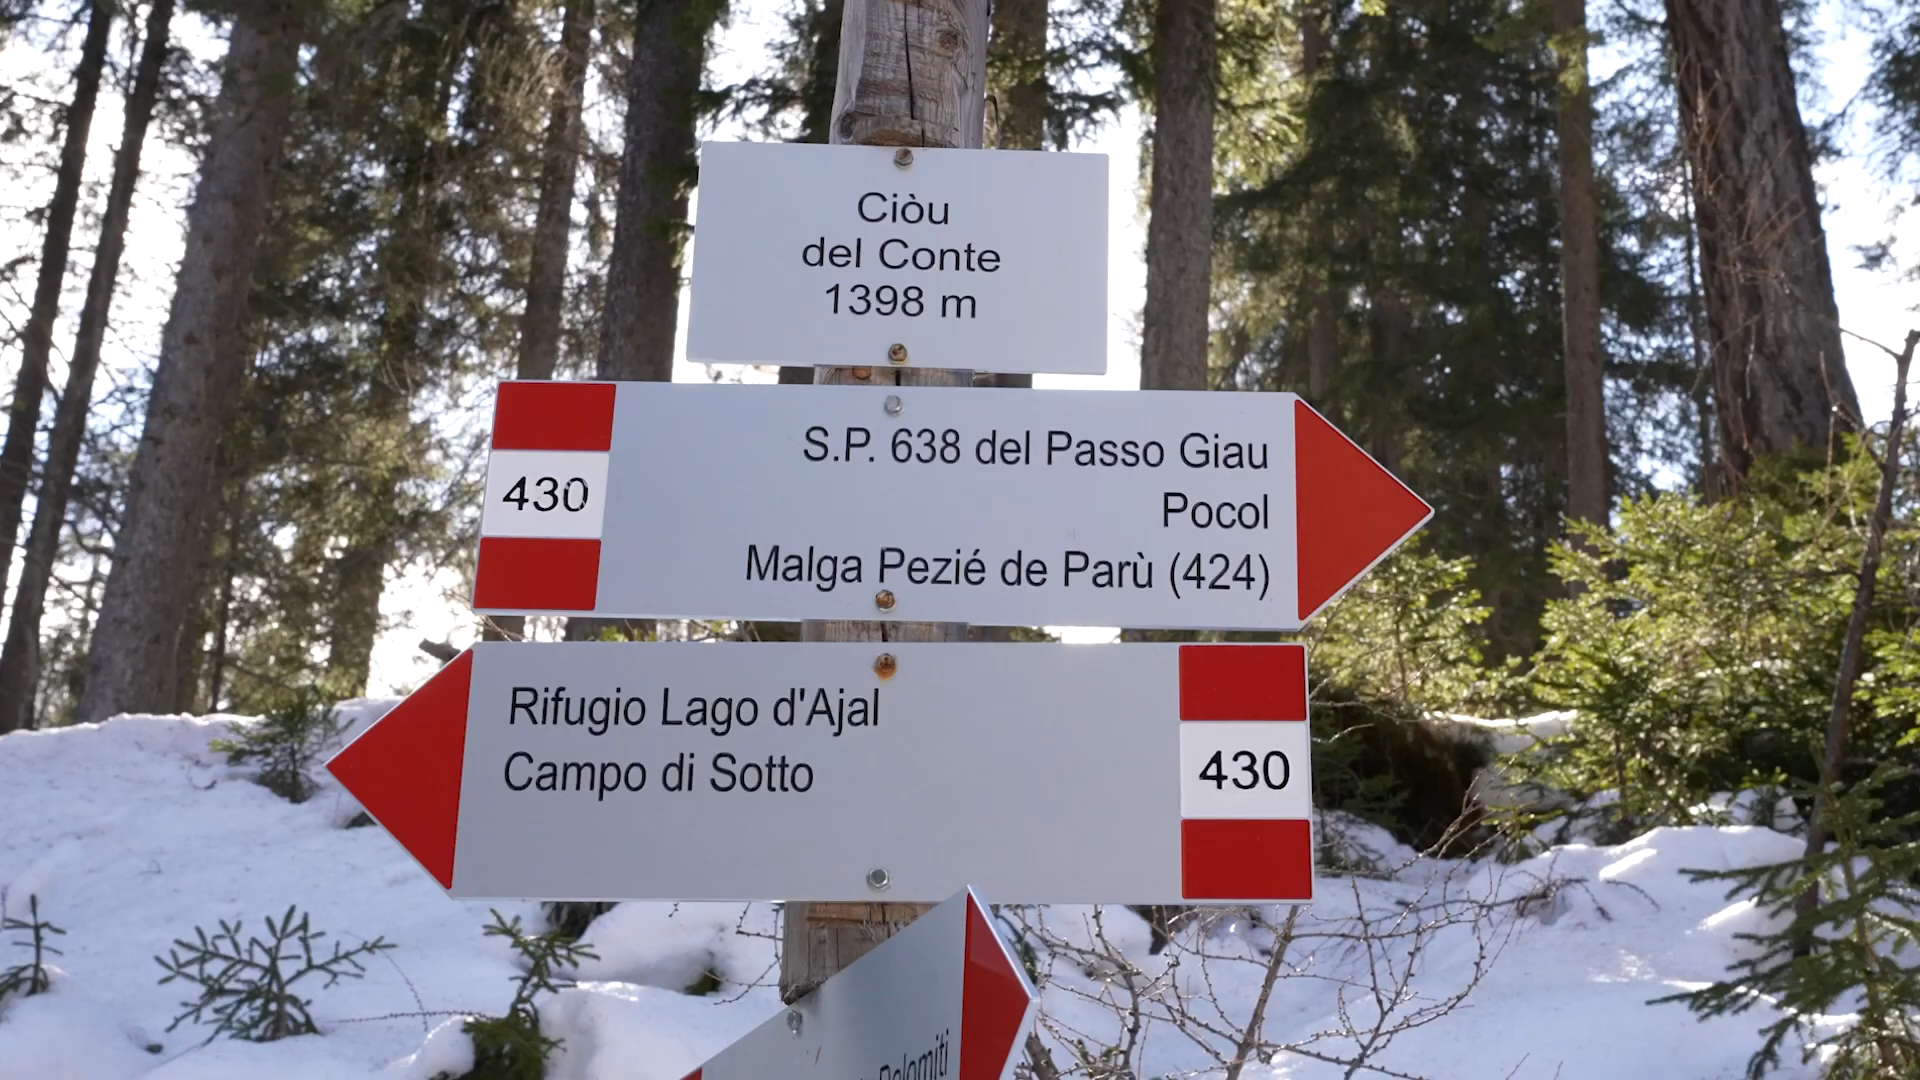 Ciòu
del Conte
1398 m
S.P. 638 del Passo Giau
430
Pocol
Malga Pezié de Parù (424)
Rifugio Lago d'Ajal
Campo di Sotto
430
Dolomiti